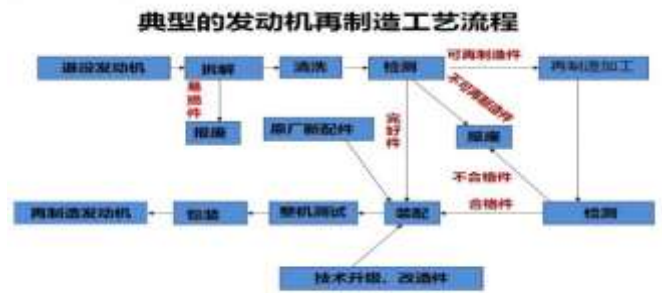 典型的发动机再制造工艺流程
退役发动机
拆解
清洗
检测
可再制造件
再制造加工
易损件
报废
原厂新配件
完好件
不可再制造件
报废
不合格件
再制造发动机
包装
整机测试
装配
合格件
检测
技术升级、改造件